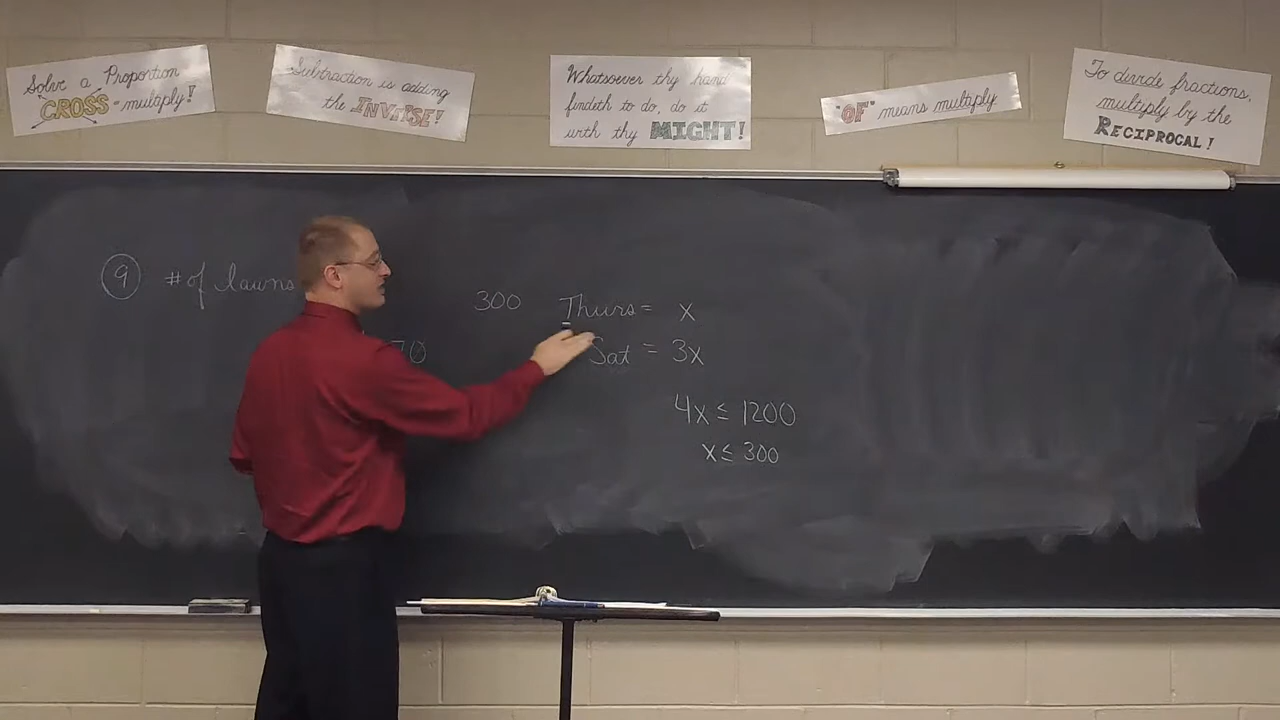 Solve a Proportion
CROSS-multiply!
Subtraction is adding
the INVERSE!
Whatsoever thy hand
findeth to do, do it
with thy MIGHT!
"OF" means multiply
To divide fractions,
multiply by the
RECIPROCAL!
9 # of lawns
70
300 Thurs = x
Sat = 3x
4x ≤ 1200
x ≤ 300